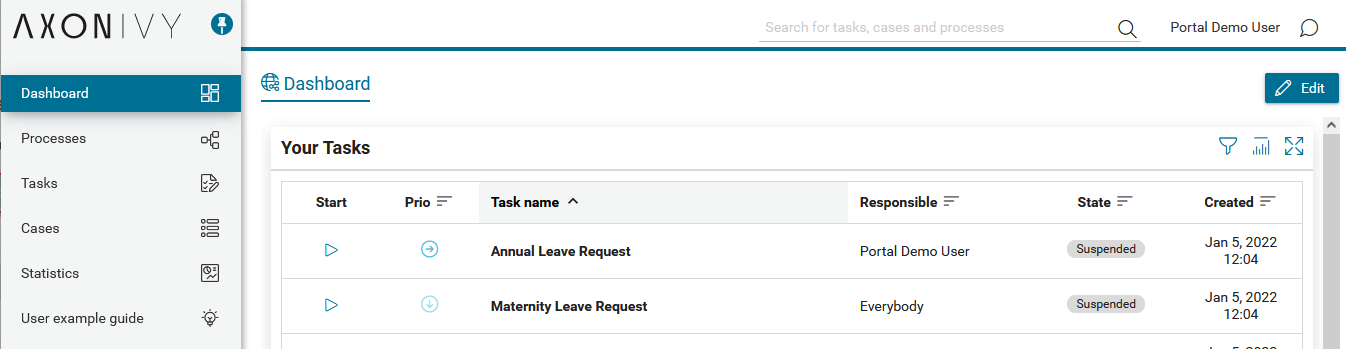 AXONIVY
Search for tasks, cases and processes
Portal Demo User
Dashboard
Processes
Tasks
Cases
Statistics
User example guide
Dashboard
Edit
Your Tasks
Start Prio Task name Responsible State Created
Annual Leave Request Portal Demo User Suspended Jan 5, 2022
12:04
Maternity Leave Request Everybody Suspended Jan 5, 2022
12:04